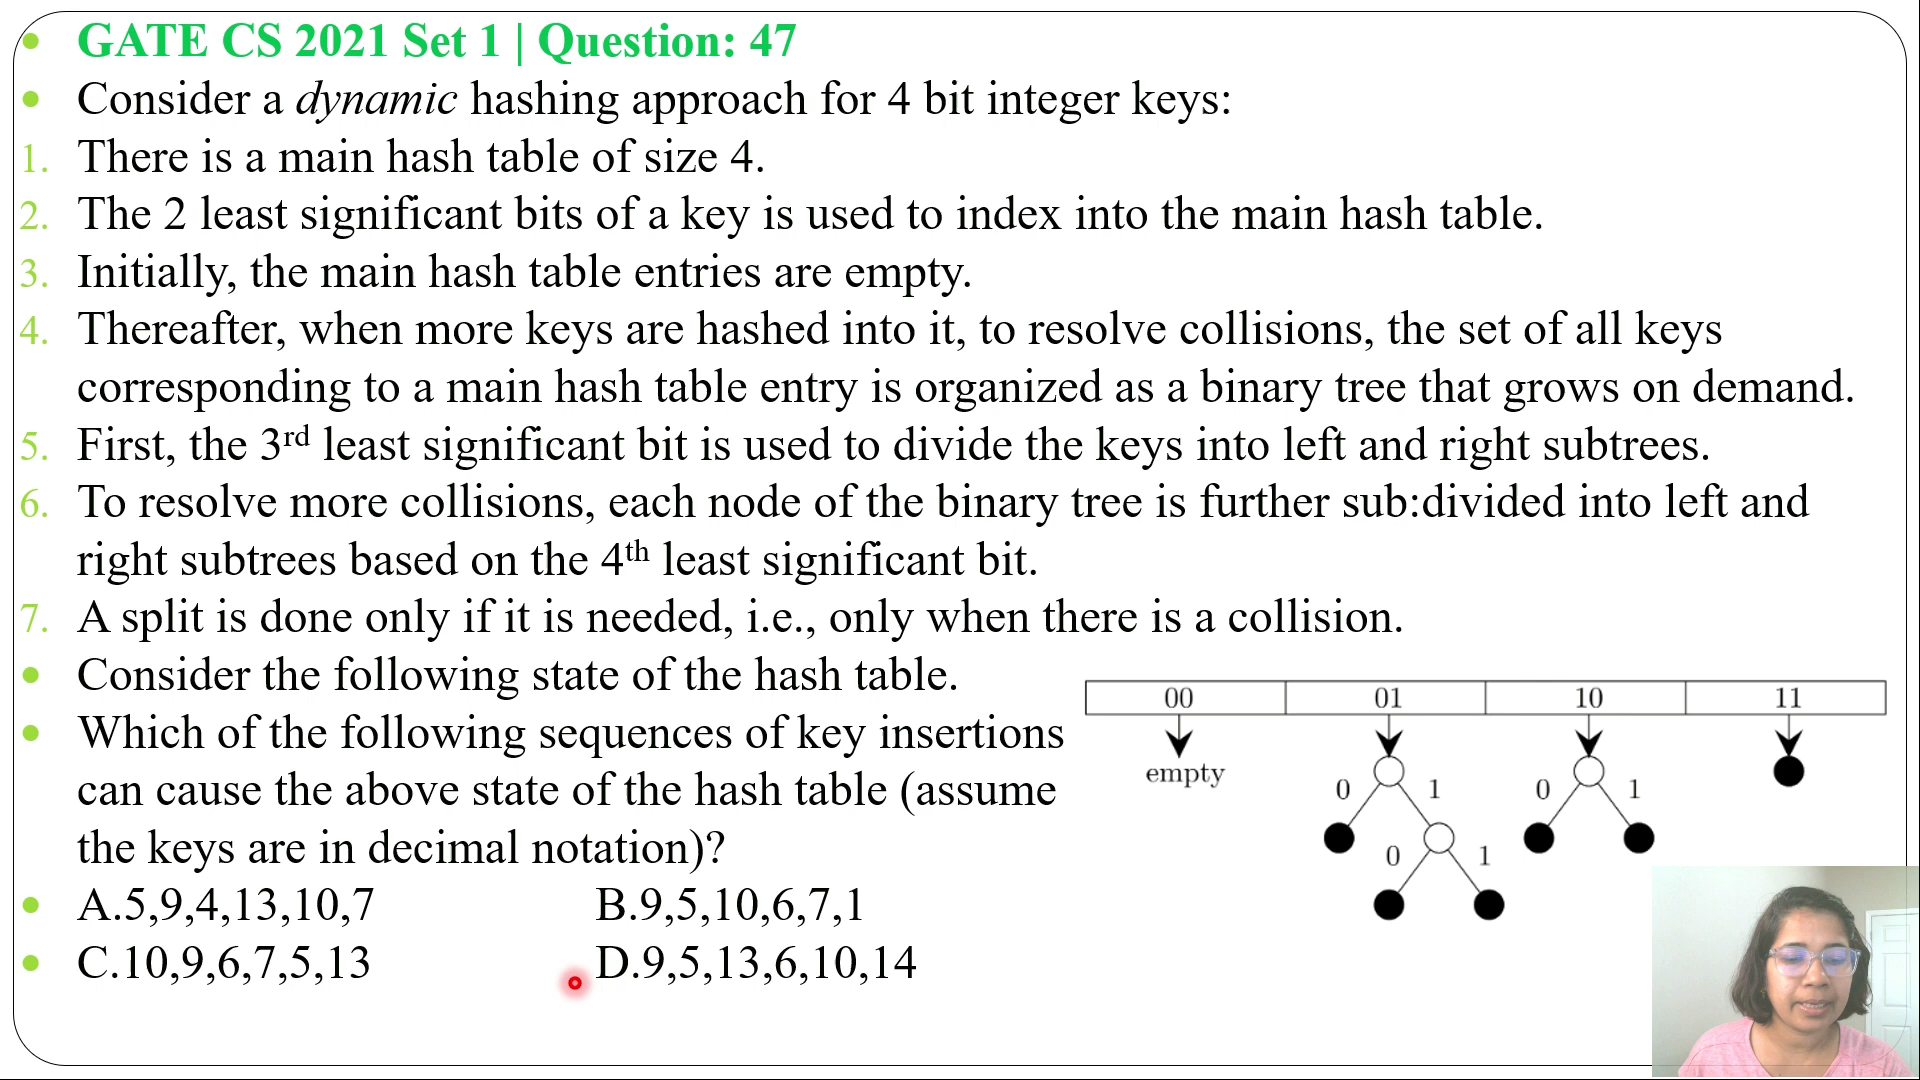 GATE CS 2021 Set 1 | Question: 47
Consider a dynamic hashing approach for 4 bit integer keys:
1. There is a main hash table of size 4.
2. The 2 least significant bits of a key is used to index into the main hash table.
3. Initially, the main hash table entries are empty.
4. Thereafter, when more keys are hashed into it, to resolve collisions, the set of all keys
corresponding to a main hash table entry is organized as a binary tree that grows on demand.
5. First, the 3rd least significant bit is used to divide the keys into left and right subtrees.
6. To resolve more collisions, each node of the binary tree is further sub:divided into left and
right subtrees based on the 4th least significant bit.
7. A split is done only if it is needed, i.e., only when there is a collision.
Consider the following state of the hash table.
Which of the following sequences of key insertions
can cause the above state of the hash table (assume
the keys are in decimal notation)?
A.5,9,4,13,10,7 B.9,5,10,6,7,1
C.10,9,6,7,5,13 D.9,5,13,6,10,14
00 01 10 11
empty
0 1 0 1
0 1